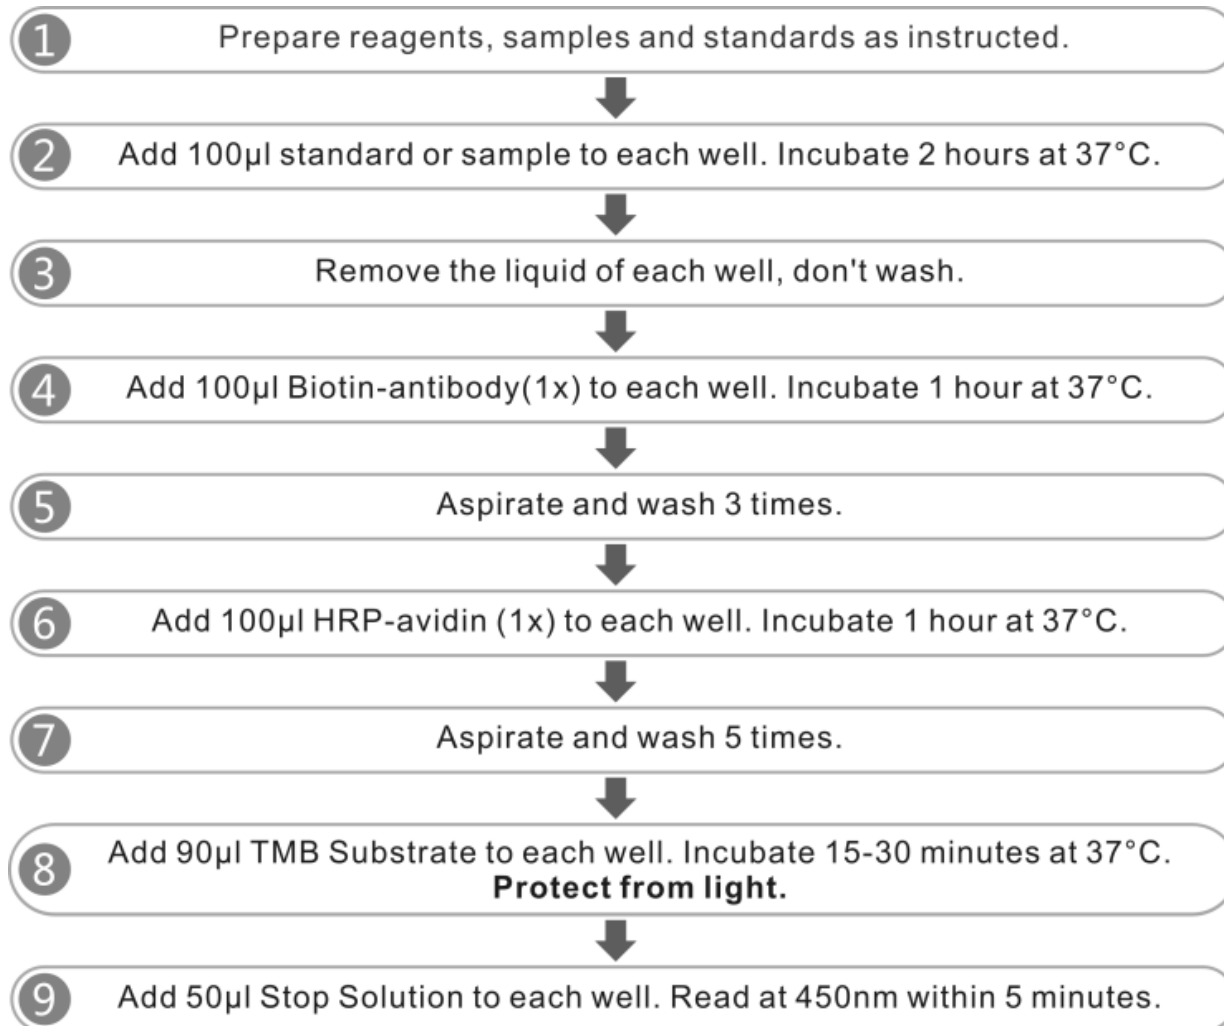 1 Prepare reagents, samples and standards as instructed.
2 Add 100μl standard or sample to each well. Incubate 2 hours at 37°C.
3 Remove the liquid of each well, don't wash.
4 Add 100μl Biotin-antibody(1x) to each well. Incubate 1 hour at 37°C.
5 Aspirate and wash 3 times.
6 Add 100μl HRP-avidin (1x) to each well. Incubate 1 hour at 37°C.
7 Aspirate and wash 5 times.
8 Add 90μl TMB Substrate to each well. Incubate 15-30 minutes at 37°C.
Protect from light.
9 Add 50μl Stop Solution to each well. Read at 450nm within 5 minutes.